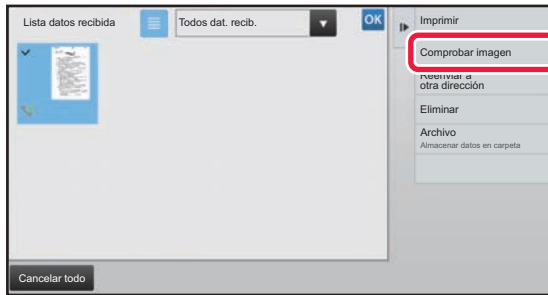 Lista datos recibida
Todos dat. recib.
OK
Imprimir
Comprobar imagen
Reenviar a
otra dirección
Eliminar
Archivo
Almacenar datos en carpeta
Cancelar todo